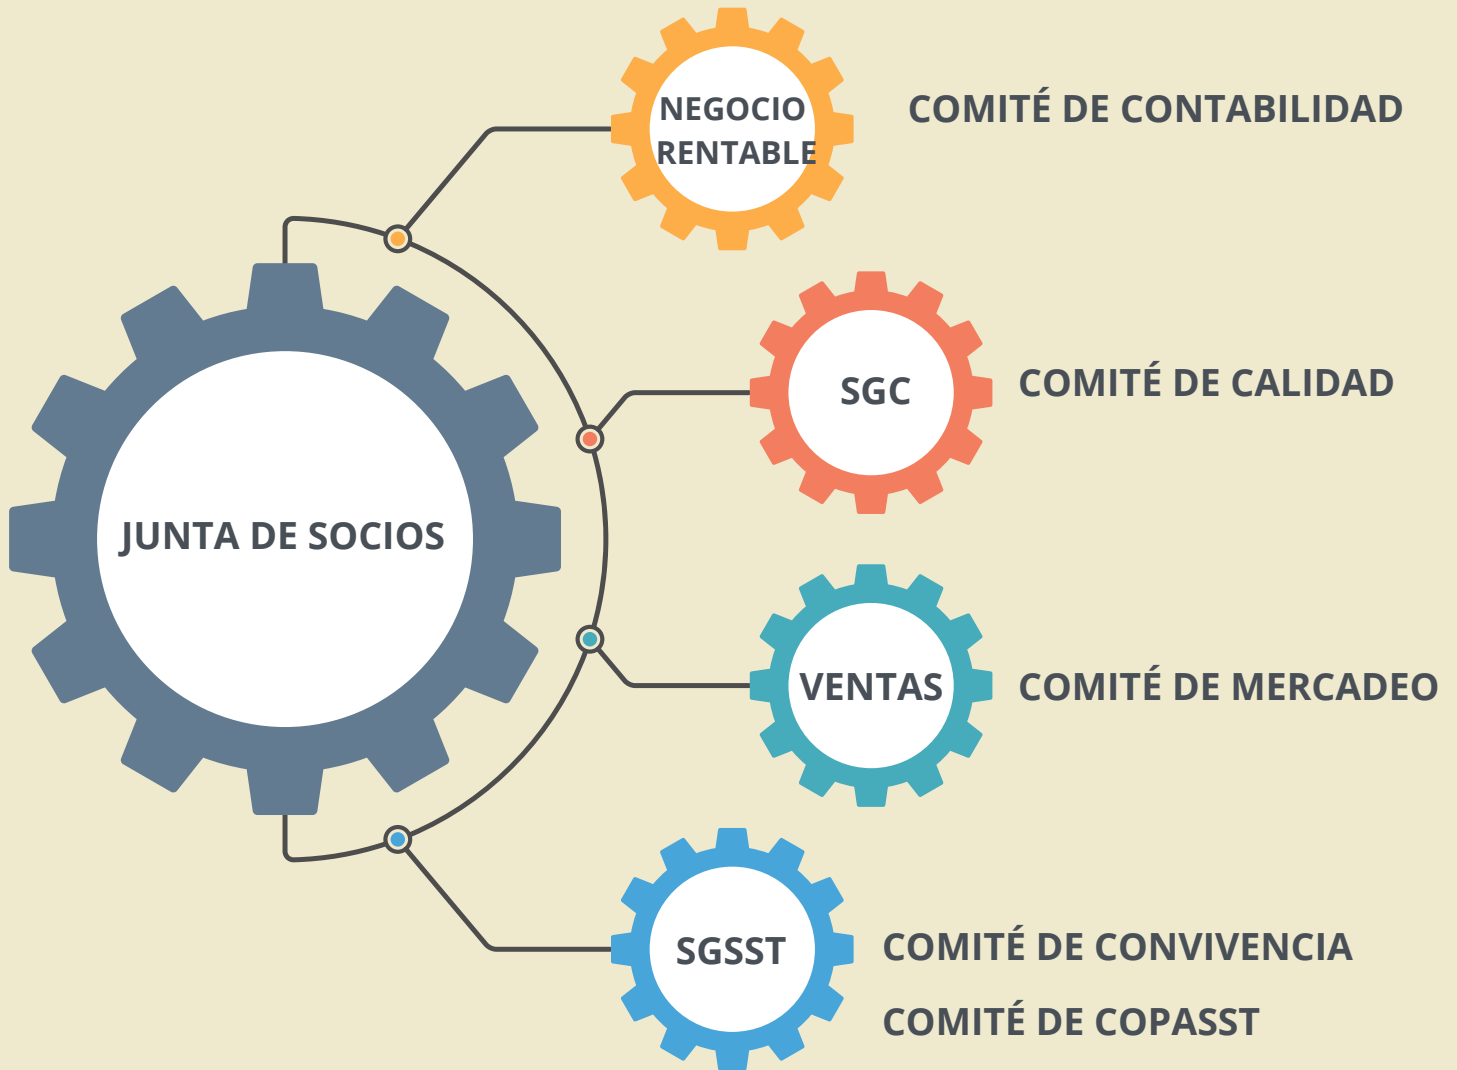 NEGOCIO
RENTABLE
COMITÉ DE CONTABILIDAD
SGC
COMITÉ DE CALIDAD
JUNTA DE SOCIOS
VENTAS
COMITÉ DE MERCADEO
SGSST
COMITÉ DE CONVIVENCIA
COMITÉ DE COPASST